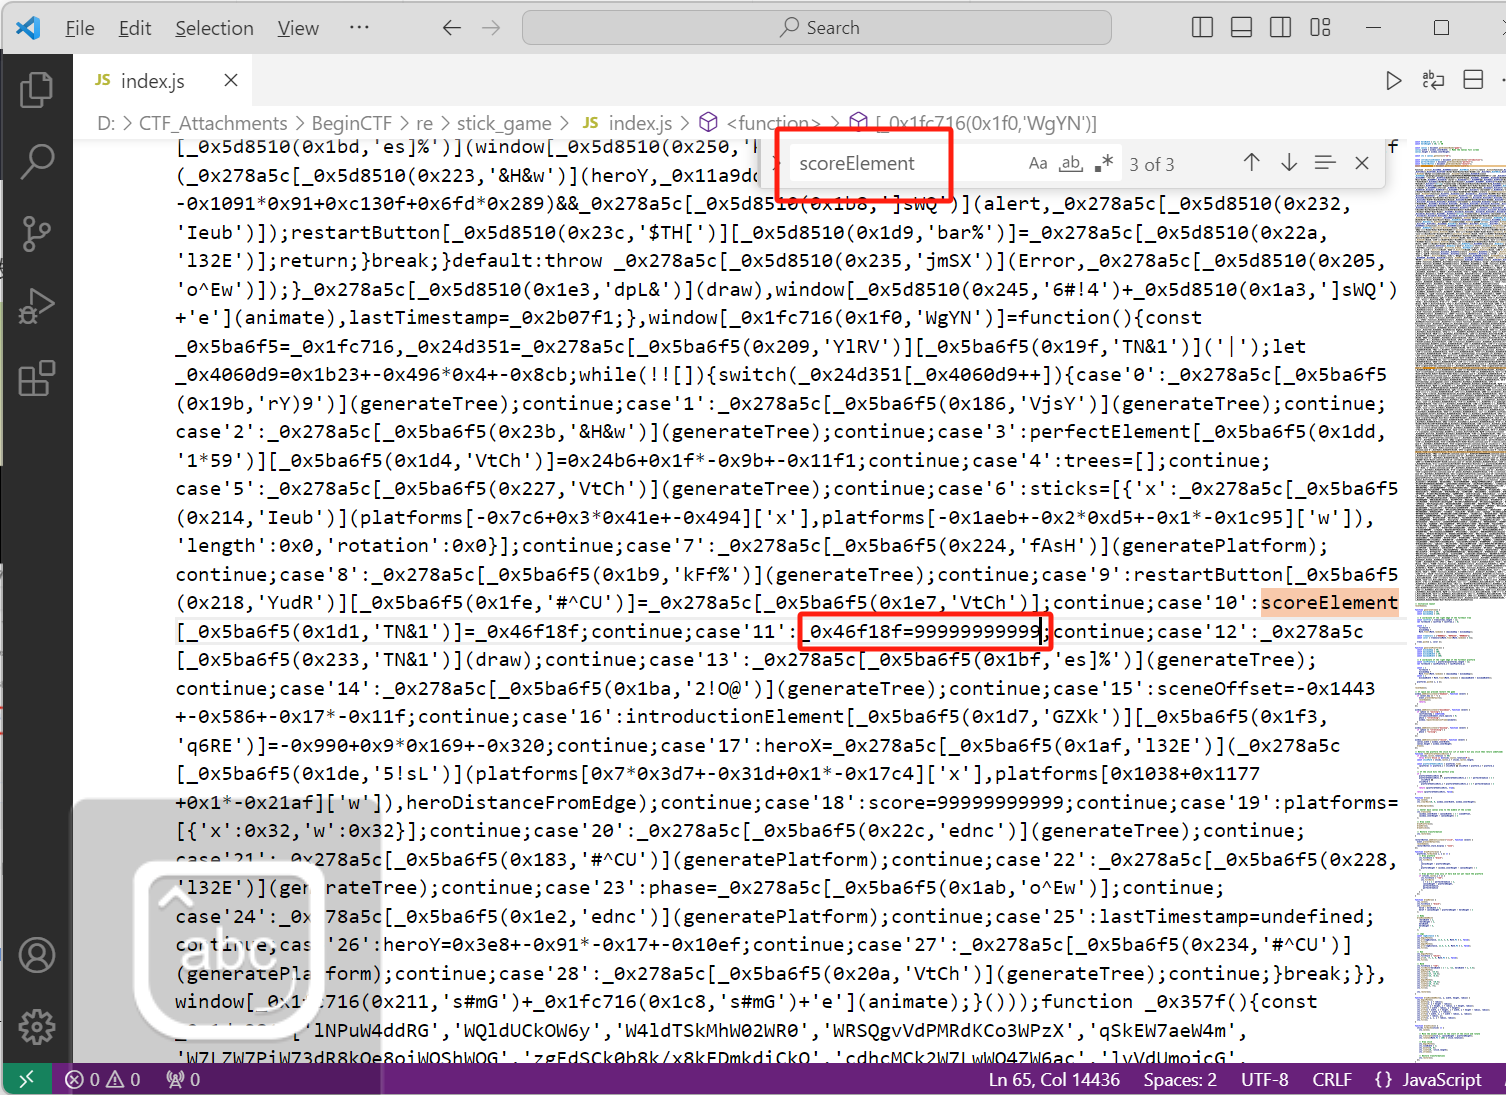 File Edit Selection View ··· Search
JS index.js
D: > CTF_Attachments > BeginCTF > re > stick_game > JS index.js > <function> > [_0x1fc716(0x1f0,'WgYN')]
scoreElement Aa ab 3 of 3
[_0x5d8510(0x1bd,'es]%')](window[_0x5d8510(0x250,'
(_0x278a5c[_0x5d8510(0x223,'&H&w')](heroY,_0x11a9dc
-0x1091*0x91+0xc130f+0x6fd*0x289)&&_0x278a5c[_0x5d8510(0x1b8,']sWQ')](alert,_0x278a5c[_0x5d8510(0x232,
'Ieub')]);restartButton[_0x5d8510(0x23c,'$TH[')][_0x5d8510(0x1d9,'bar%')]=_0x278a5c[_0x5d8510(0x22a,
'l32E')];return;}break;}default:throw _0x278a5c[_0x5d8510(0x235,'jmSX')](Error,_0x278a5c[_0x5d8510(0x205,
'o^Ew')]);}_0x278a5c[_0x5d8510(0x1e3,'dpL&')](draw),window[_0x5d8510(0x245,'6#!4')+_0x5d8510(0x1a3,']sWQ')
+'e'](animate),lastTimestamp=_0x2b07f1;},window[_0x1fc716(0x1f0,'WgYN')]=function(){const
_0x5ba6f5=_0x1fc716,_0x24d351=_0x278a5c[_0x5ba6f5(0x209,'YlRV')][_0x5ba6f5(0x19f,'TN&1')]('|');let
_0x4060d9=0x1b23+-0x496*0x4+-0x8cb;while(!![]){switch(_0x24d351[_0x4060d9++]){case'0':_0x278a5c[_0x5ba6f5
(0x19b,'rY)9')](generateTree);continue;case'1':_0x278a5c[_0x5ba6f5(0x186,'VjsY')](generateTree);continue;
case'2':_0x278a5c[_0x5ba6f5(0x23b,'&H&w')](generateTree);continue;case'3':perfectElement[_0x5ba6f5(0x1dd,
'1*59')][_0x5ba6f5(0x1d4,'VtCh')]=0x24b6+0x1f*-0x9b+-0x11f1;continue;case'4':trees=[];continue;
case'5':_0x278a5c[_0x5ba6f5(0x227,'VtCh')](generateTree);continue;case'6':sticks=[{'x':_0x278a5c[_0x5ba6f5
(0x214,'Ieub')](platforms[-0x7c6+0x3*0x41e+-0x494]['x'],platforms[-0x1aeb+-0x2*0xd5+-0x1*-0x1c95]['w']),
'length':0x0,'rotation':0x0}];continue;case'7':_0x278a5c[_0x5ba6f5(0x224,'fAsH')](generatePlatform);
continue;case'8':_0x278a5c[_0x5ba6f5(0x1b9,'kFf%')](generateTree);continue;case'9':restartButton[_0x5ba6f5
(0x218,'YudR')][_0x5ba6f5(0x1fe,'#^CU')]=_0x278a5c[_0x5ba6f5(0x1e7,'VtCh')];continue;case'10':scoreElement
[_0x5ba6f5(0x1d1,'TN&1')]=_0x46f18f;continue;case'11':_0x46f18f=99999999999;continue;case'12':_0x278a5c
[_0x5ba6f5(0x233,'TN&1')](draw);continue;case'13':_0x278a5c[_0x5ba6f5(0x1bf,'es]%')](generateTree);
continue;case'14':_0x278a5c[_0x5ba6f5(0x1ba,'2!O@')](generateTree);continue;case'15':sceneOffset=-0x1443
+-0x586+-0x17*-0x11f;continue;case'16':introductionElement[_0x5ba6f5(0x1d7,'GZXk')][_0x5ba6f5(0x1f3,
'q6RE')]=-0x990+0x9*0x169+-0x320;continue;case'17':heroX=_0x278a5c[_0x5ba6f5(0x1af,'l32E')](_0x278a5c
[_0x5ba6f5(0x1de,'5!sL')](platforms[0x7*0x3d7+-0x31d+0x1*-0x17c4]['x'],platforms[0x1038+0x1177
+0x1*-0x21af]['w']),heroDistanceFromEdge);continue;case'18':score=99999999999;continue;case'19':platforms=
[{'x':0x32,'w':0x32}];continue;case'20':_0x278a5c[_0x5ba6f5(0x22c,'ednc')](generateTree);continue;
case'21':_0x278a5c[_0x5ba6f5(0x183,'#^CU')](generatePlatform);continue;case'22':_0x278a5c[_0x5ba6f5(0x228,
'l32E')](generateTree);continue;case'23':phase=_0x278a5c[_0x5ba6f5(0x1ab,'o^Ew')];continue;
case'24':_0x278a5c[_0x5ba6f5(0x1e2,'ednc')](generatePlatform);continue;case'25':lastTimestamp=undefined;
continue;case'26':heroY=0x3e8+-0x91*-0x17+-0x10ef;continue;case'27':_0x278a5c[_0x5ba6f5(0x234,'#^CU')]
(generatePlatform);continue;case'28':_0x278a5c[_0x5ba6f5(0x20a,'VtCh')](generateTree);continue;}break;}},
window[_0x1fc716(0x211,'s#mG')+_0x1fc716(0x1c8,'s#mG')+'e'](animate);}()));function _0x357f(){const
['lNPuW4ddRG','WQldUCkOW6y','W4ldTSkMhW02WR0','WRSQgvVdPMRdKCo3WPzX','qSkEW7aeW4m',
abc
0 0 0 Ln 65, Col 14436 Spaces: 2 UTF-8 CRLF {} JavaScript